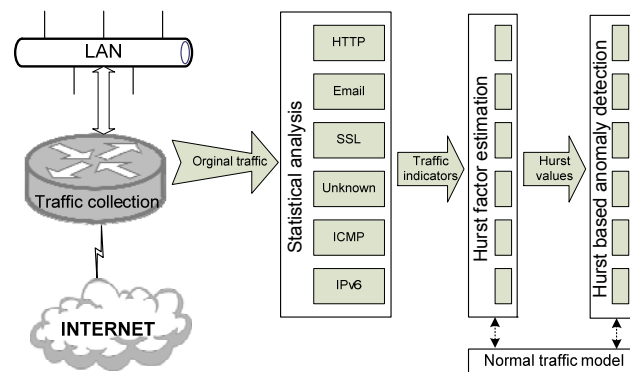 LAN
Traffic collection
INTERNET
Orginal traffic
Statistical analysis
HTTP
Email
SSL
Unknown
ICMP
IPv6
Traffic
indicators
Hurst factor estimation
Hurst
values
Hurst based anomaly detection
Normal traffic model